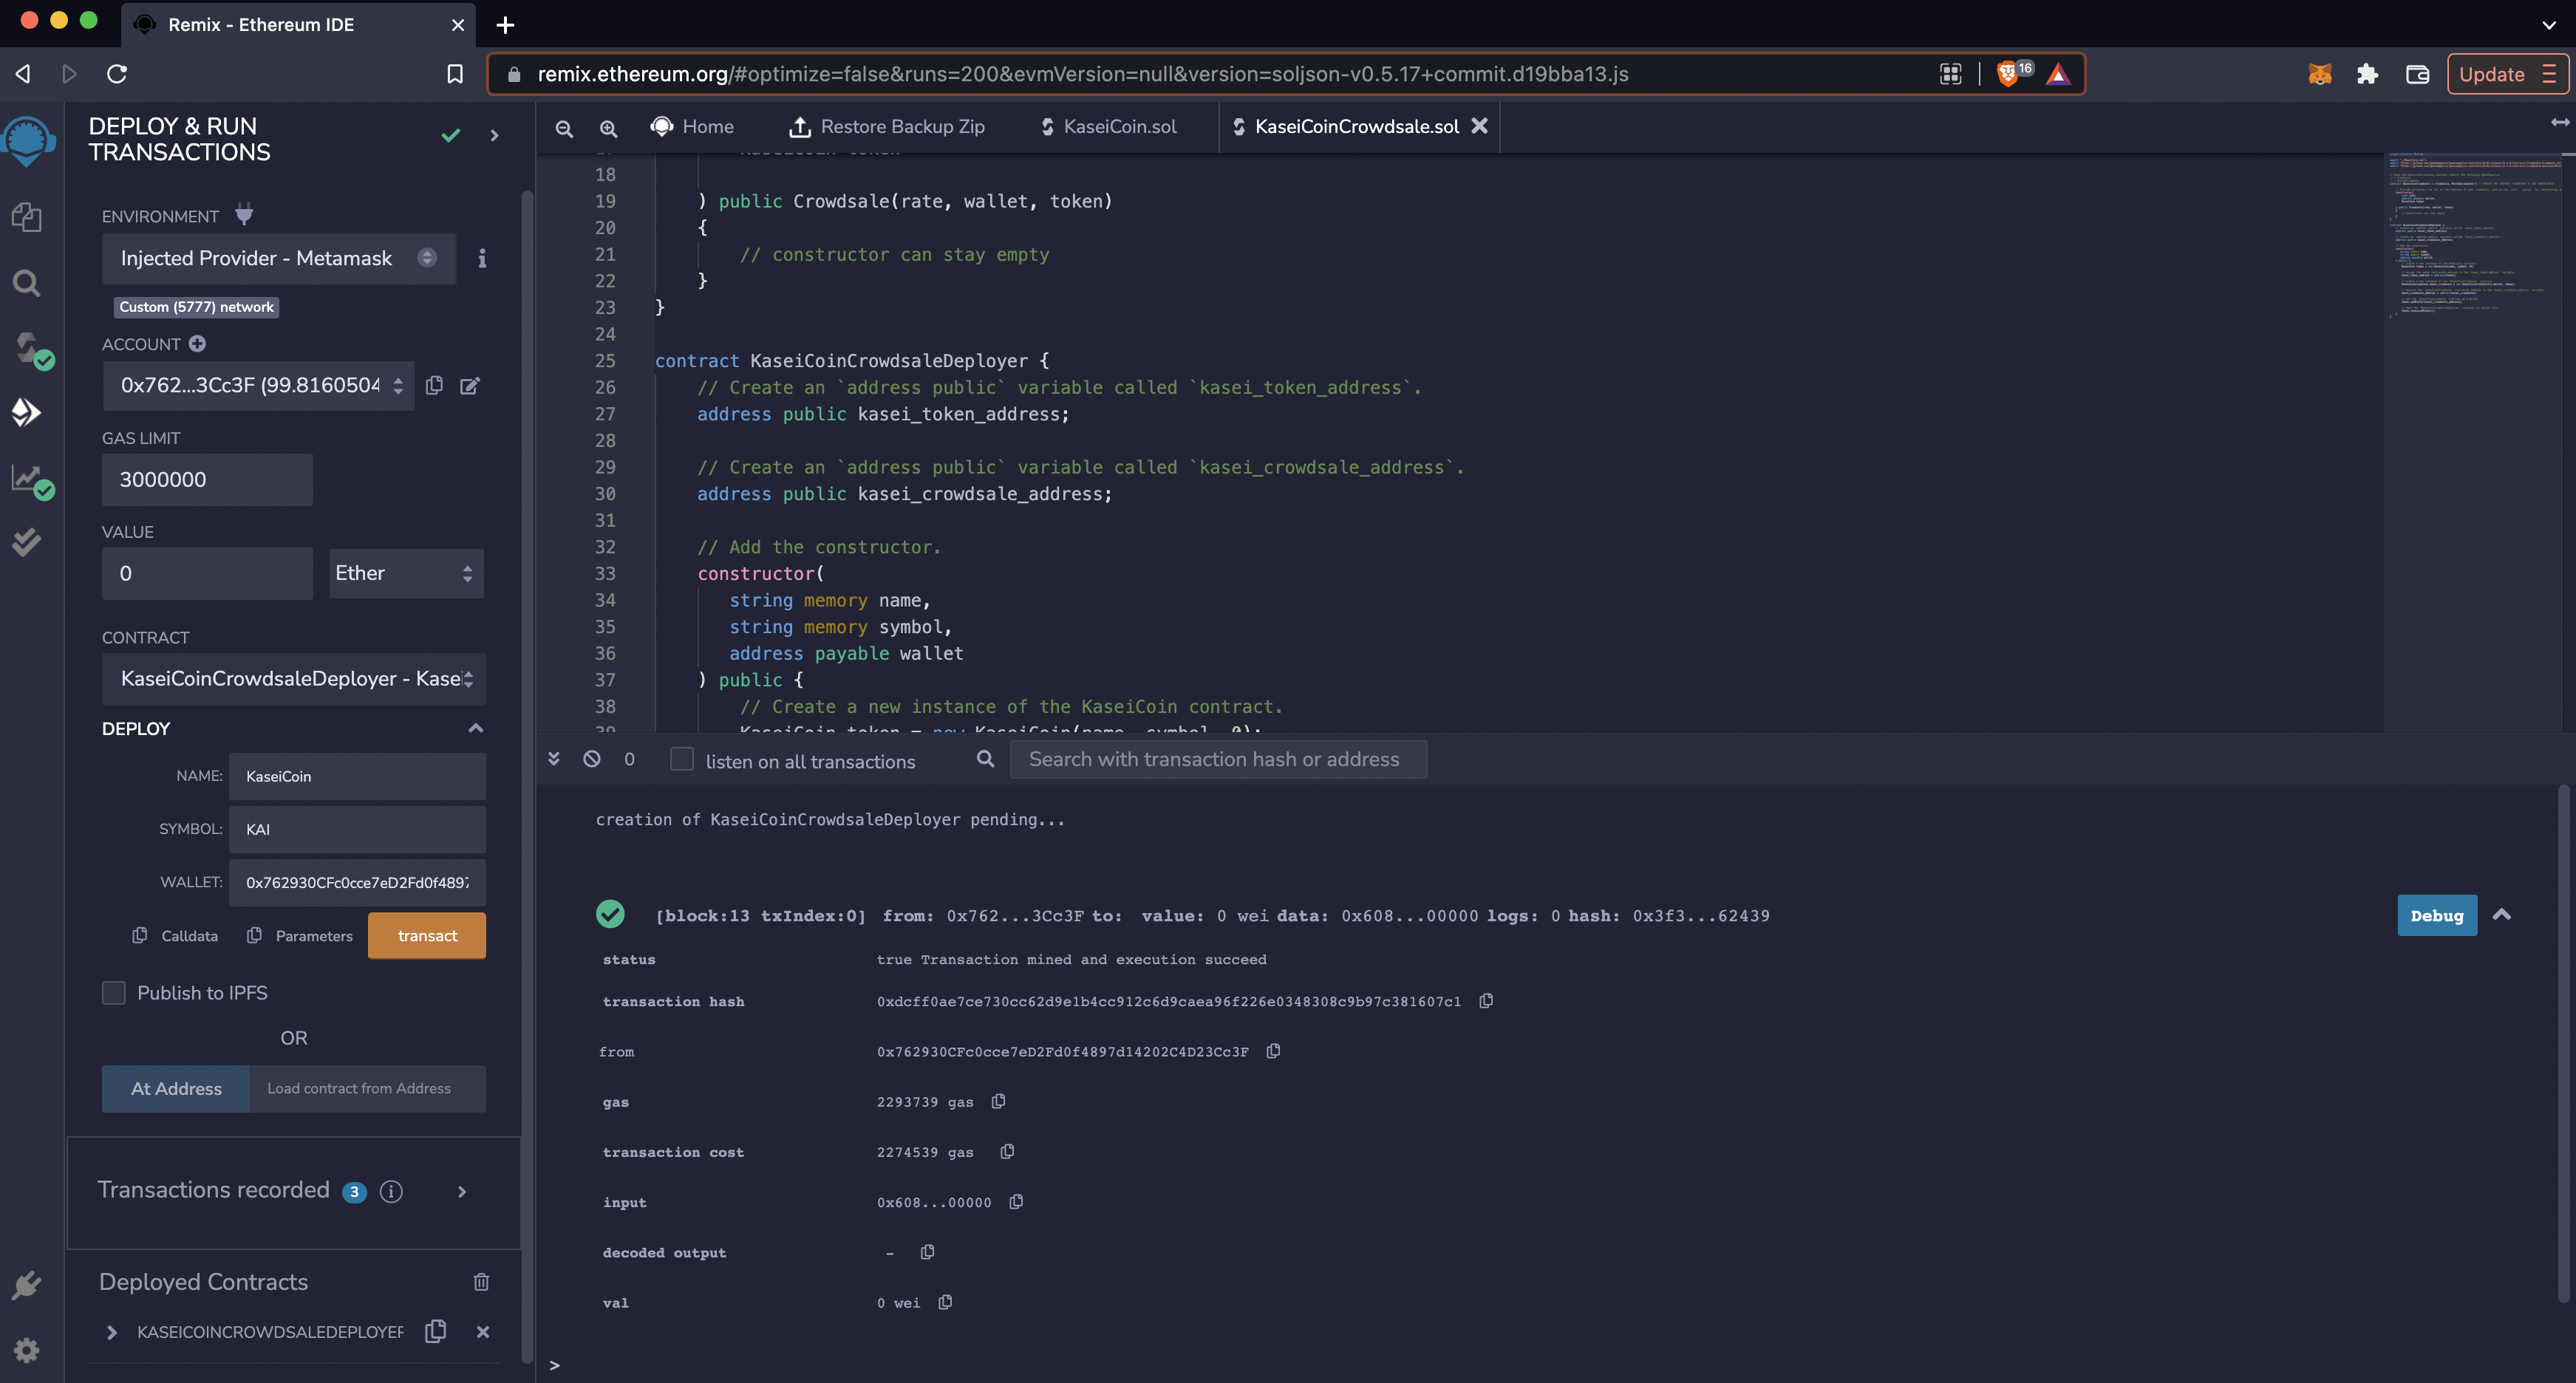 Remix - Ethereum IDE
remix.ethereum.org/#optimize=false&runs=200&evmVersion=null&version=soljson-v0.5.17+commit.d19bba13.js
16
Update
DEPLOY & RUN
TRANSACTIONS
ENVIRONMENT
Injected Provider - Metamask
Custom (5777) network
ACCOUNT
0x762...3Cc3F (99.8160504
GAS LIMIT
3000000
VALUE
0
Ether
CONTRACT
KaseiCoinCrowdsaleDeployer - Kasei
DEPLOY
NAME: KaseiCoin
SYMBOL: KAI
WALLET: 0x762930CFc0cce7eD2Fd0f4897
Calldata
Parameters
transact
Publish to IPFS
OR
At Address
Load contract from Address
Transactions recorded 3
Deployed Contracts
KASEICOINCROWDSALEDEPLOYER
Home
Restore Backup Zip
KaseiCoin.sol
KaseiCoinCrowdsale.sol
18
19 ) public Crowdsale(rate, wallet, token)
20 {
21 // constructor can stay empty
22 }
23 }
24
25 contract KaseiCoinCrowdsaleDeployer {
26 // Create an `address public` variable called `kasei_token_address`.
27 address public kasei_token_address;
28
29 // Create an `address public` variable called `kasei_crowdsale_address`.
30 address public kasei_crowdsale_address;
31
32 // Add the constructor.
33 constructor(
34 string memory name,
35 string memory symbol,
36 address payable wallet
37 ) public {
38 // Create a new instance of the KaseiCoin contract.
39 KaseiCoin token = new KaseiCoin(name, symbol, 0);
0
listen on all transactions
Search with transaction hash or address
creation of KaseiCoinCrowdsaleDeployer pending...
[block:13 txIndex:0] from: 0x762...3Cc3F to: value: 0 wei data: 0x608...00000 logs: 0 hash: 0x3f3...62439
Debug
status true Transaction mined and execution succeed
transaction hash 0xdcff0ae7ce730cc62d9e1b4cc912c6d9caea96f226e0348308c9b97c381607c1
from 0x762930CFc0cce7eD2Fd0f4897d14202C4D23Cc3F
gas 2293739 gas
transaction cost 2274539 gas
input 0x608...00000
decoded output -
val 0 wei
>